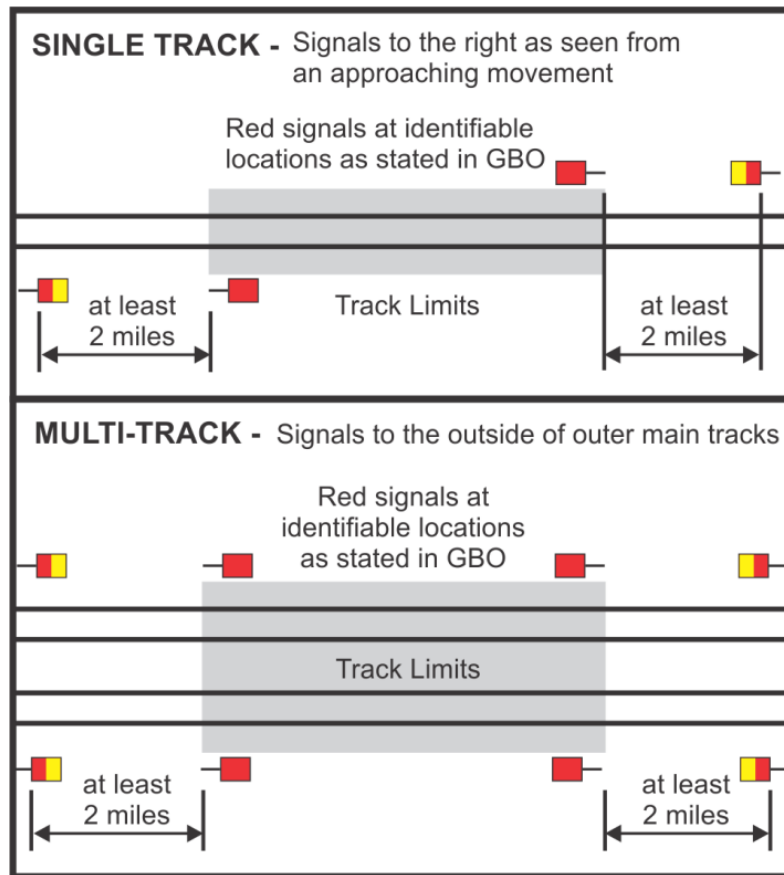 SINGLE TRACK - Signals to the right as seen from
an approaching movement
Red signals at identifiable
locations as stated in GBO
at least
2 miles
Track Limits
at least
2 miles
MULTI-TRACK - Signals to the outside of outer main tracks
Red signals at
identifiable locations
as stated in GBO
Track Limits
at least
2 miles
at least
2 miles